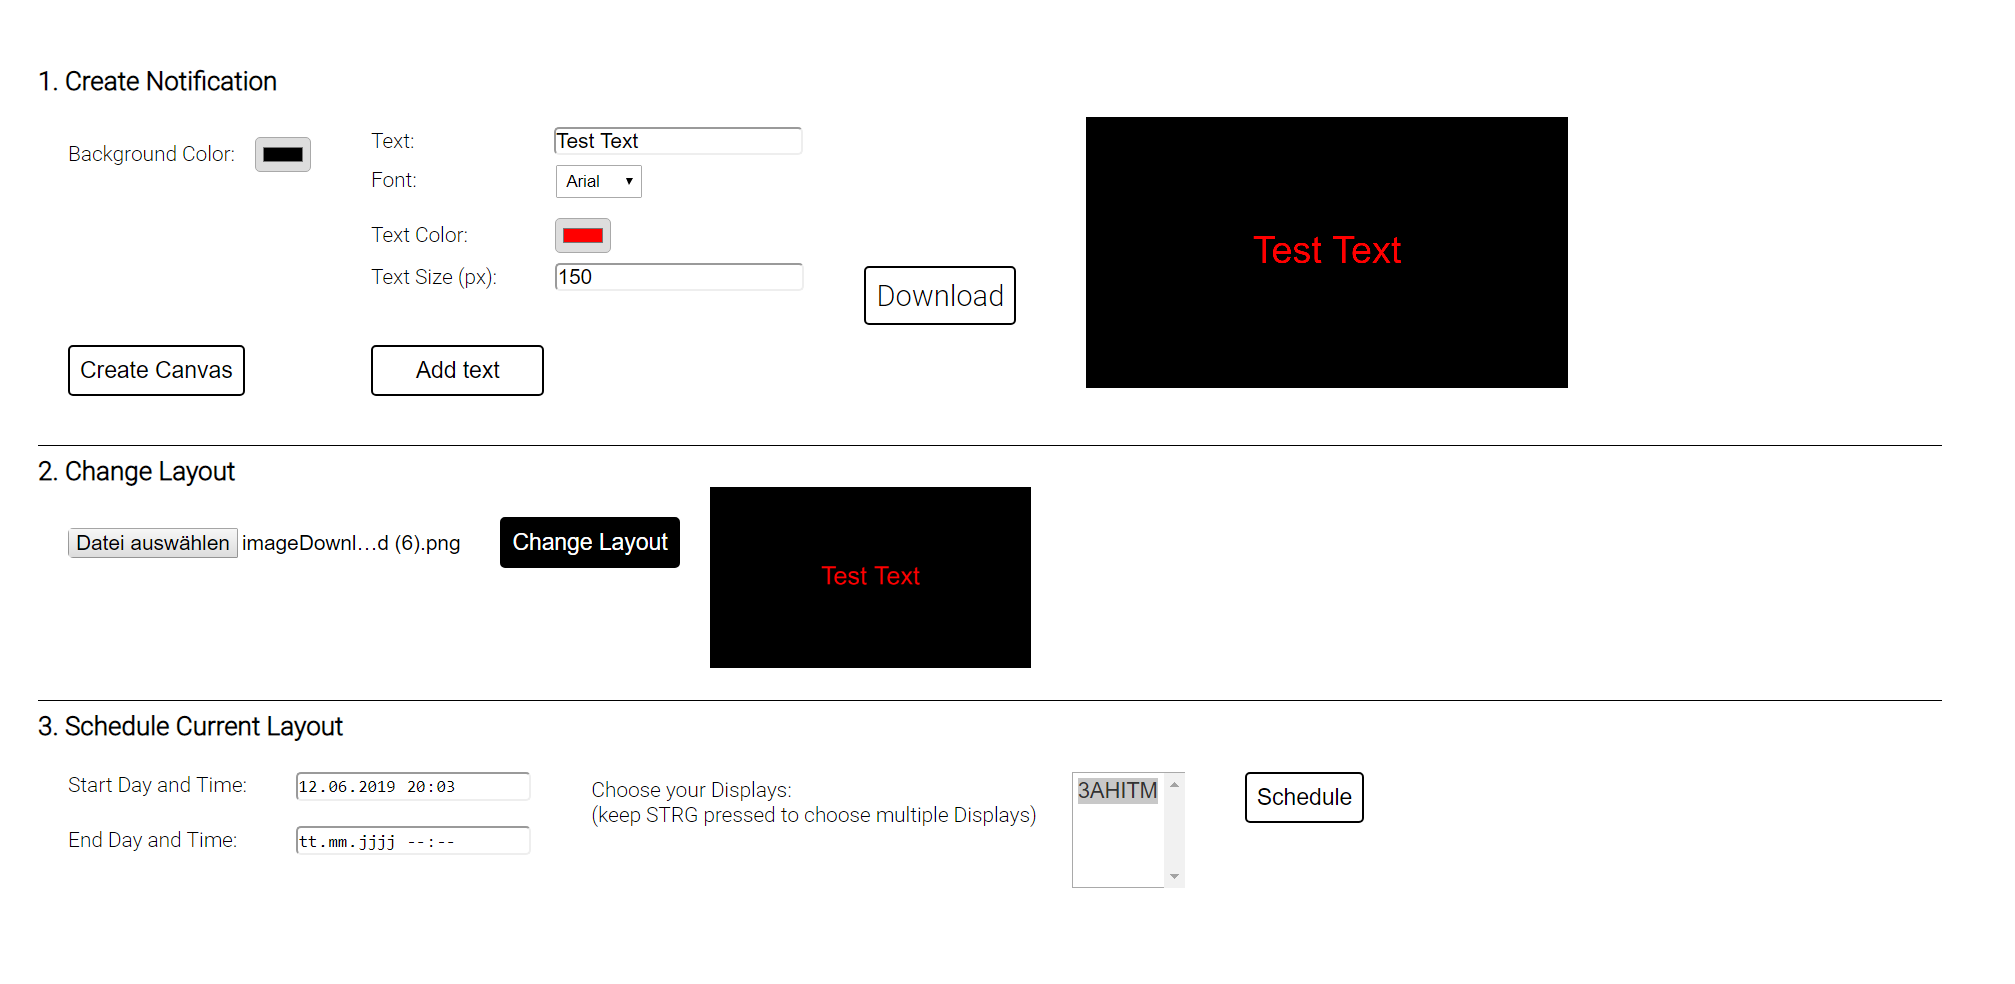 1. Create Notification
Background Color:
Text:
Test Text
Font:
Arial
Text Color:
Text Size (px):
150
Download
Create Canvas
Add text
Test Text
2. Change Layout
Datei auswählen imageDownl...d (6).png
Change Layout
Test Text
3. Schedule Current Layout
Start Day and Time:
12.06.2019 20:03
End Day and Time:
tt.mm.jjjj --:--
Choose your Displays:
(keep STRG pressed to choose multiple Displays)
3AHITM
Schedule